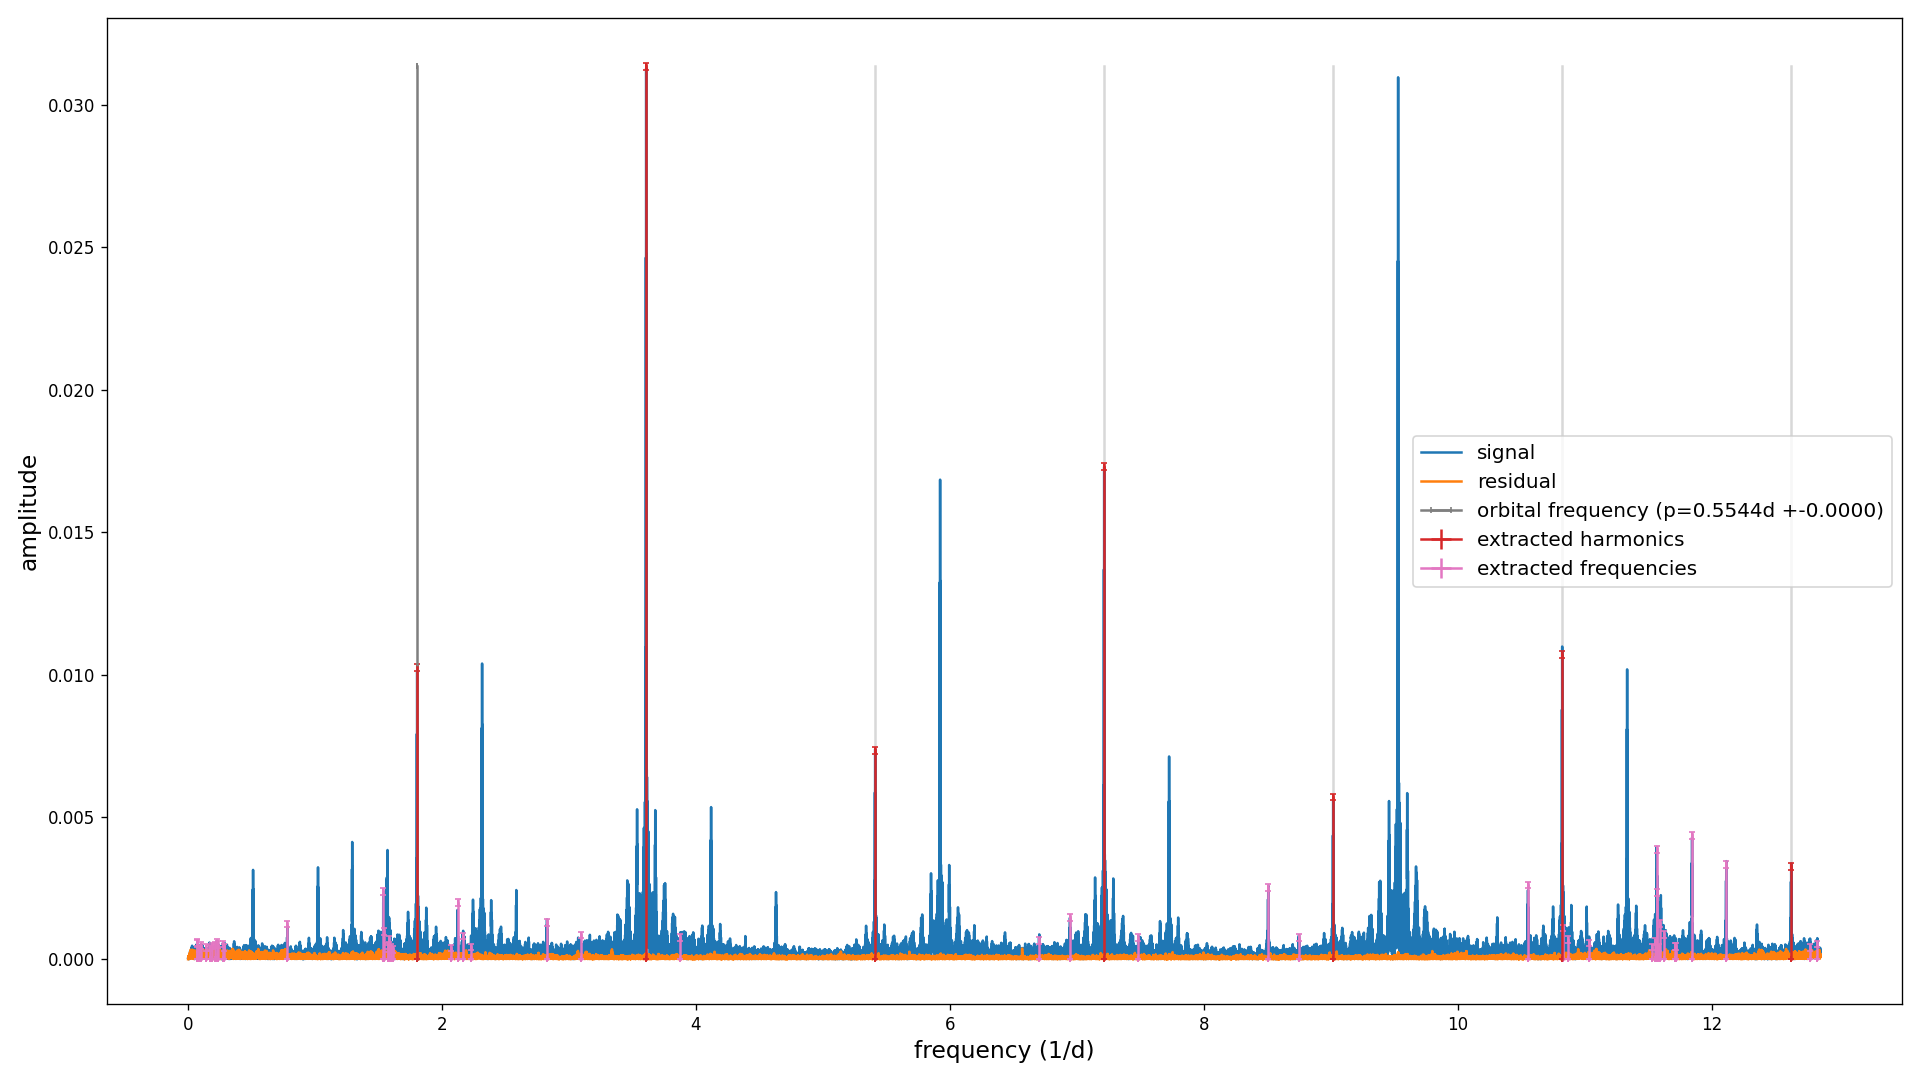 0.030
0.025
0.020
0.015
0.010
0.005
0.000
amplitude
0 2 4 6 8 10 12
frequency (1/d)
signal
residual
orbital frequency (p=0.5544d +-0.0000)
extracted harmonics
extracted frequencies